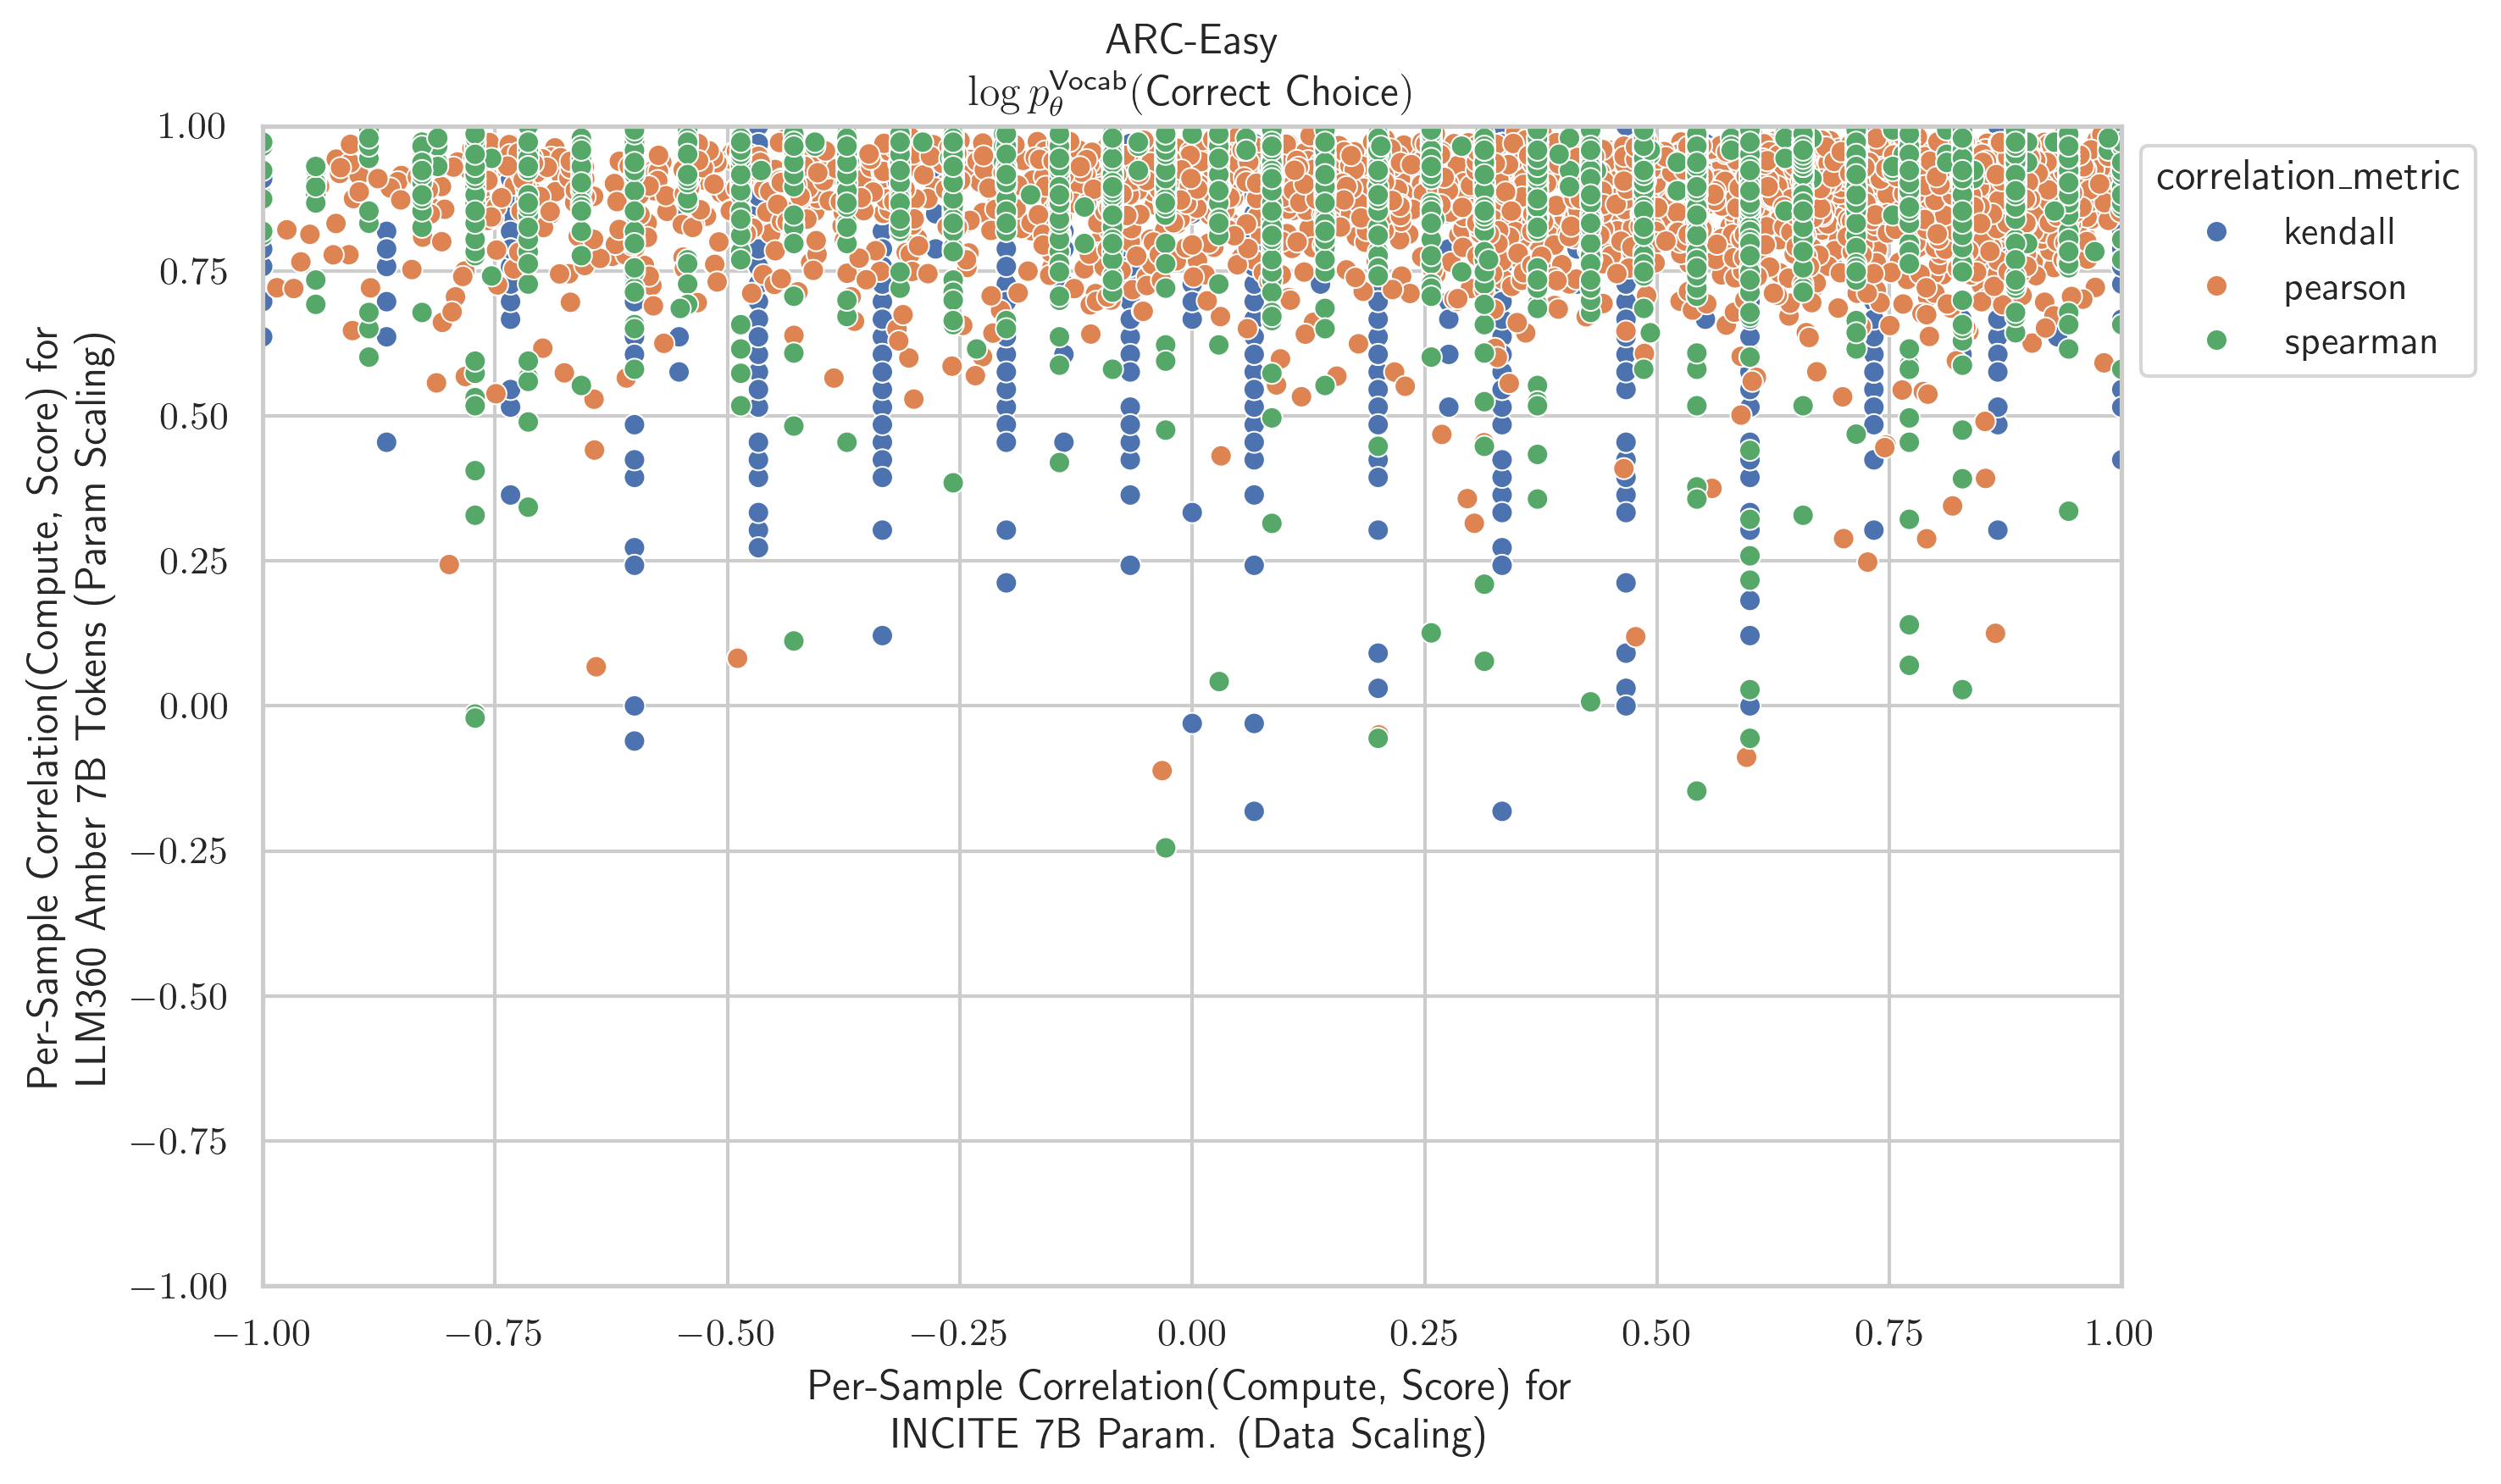 ARC-Easy
log p_θ^Vocab(Correct Choice)
Per-Sample Correlation(Compute, Score) for
LLM360 Amber 7B Tokens (Param Scaling)
1.00
0.75
0.50
0.25
0.00
−0.25
−0.50
−0.75
−1.00
−1.00 −0.75 −0.50 −0.25 0.00 0.25 0.50 0.75 1.00
Per-Sample Correlation(Compute, Score) for
INCITE 7B Param. (Data Scaling)
correlation_metric
kendall
pearson
spearman